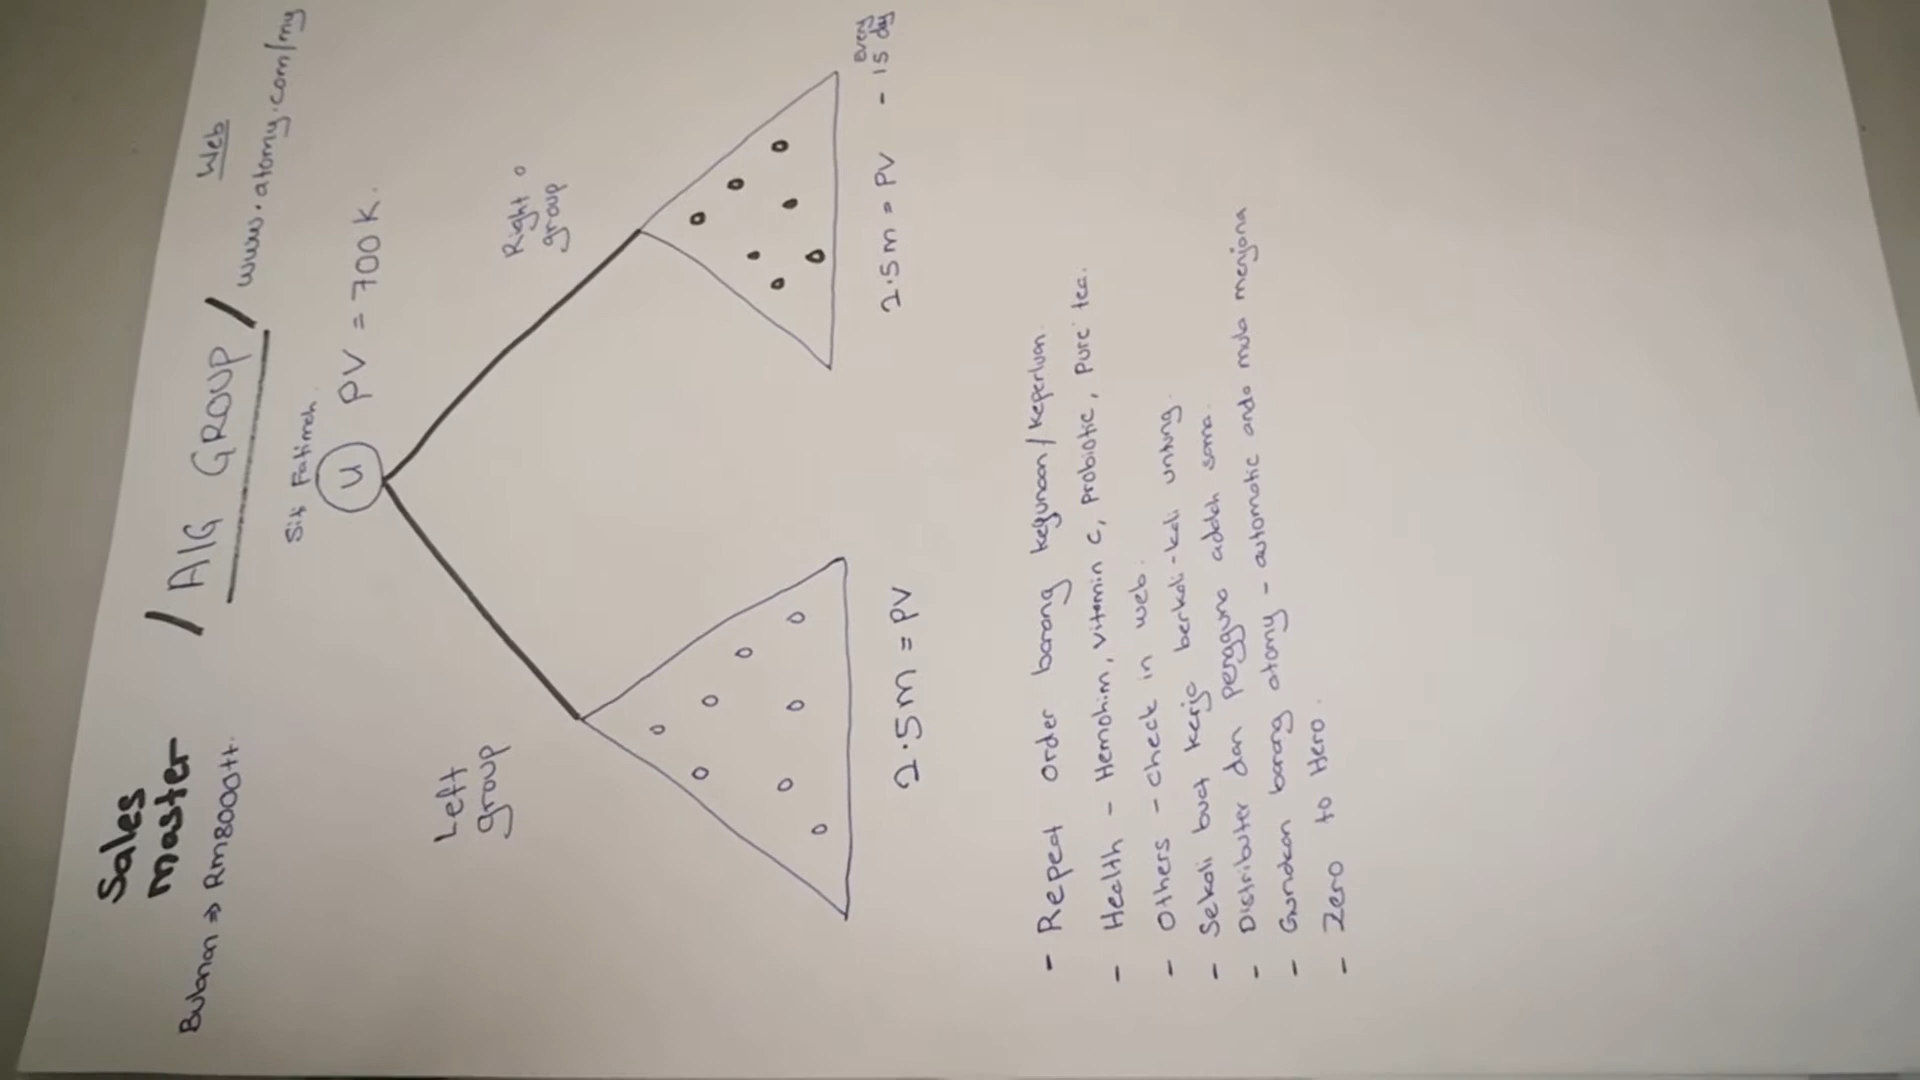 Sales
master
/ AIG GROUP /
Web
www.atomy.com/my
Bulanan ⇒ RM8000++.
Siti Fatimah.
U
PV = 700K.
Left
group
Right
group
2.5m = PV
2.5m = PV - 15 day
Every
- Repeat order barang kegunaan/keperluan.
- Health - Hemohim, vitamin c, probiotic, pure tea.
- Others - check in web.
- Sekali buat kerja berkali-kali untung.
- Distributer dan pengguna adalah sama.
- Gunakan barang atomy - automatic anda mula menjana
- Zero to Hero.